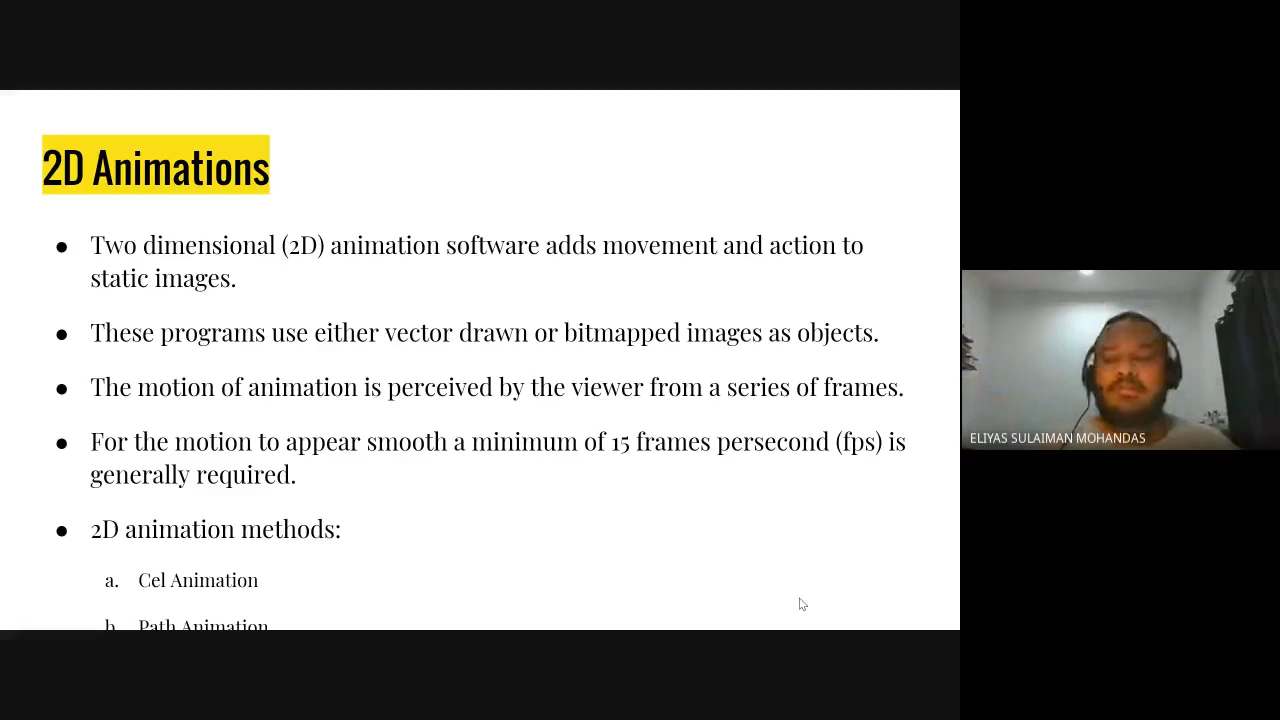 2D Animations
● Two dimensional (2D) animation software adds movement and action to
static images.
● These programs use either vector drawn or bitmapped images as objects.
● The motion of animation is perceived by the viewer from a series of frames.
● For the motion to appear smooth a minimum of 15 frames persecond (fps) is
generally required.
● 2D animation methods:
a. Cel Animation
b. Path Animation
ELIYAS SULAIMAN MOHANDAS